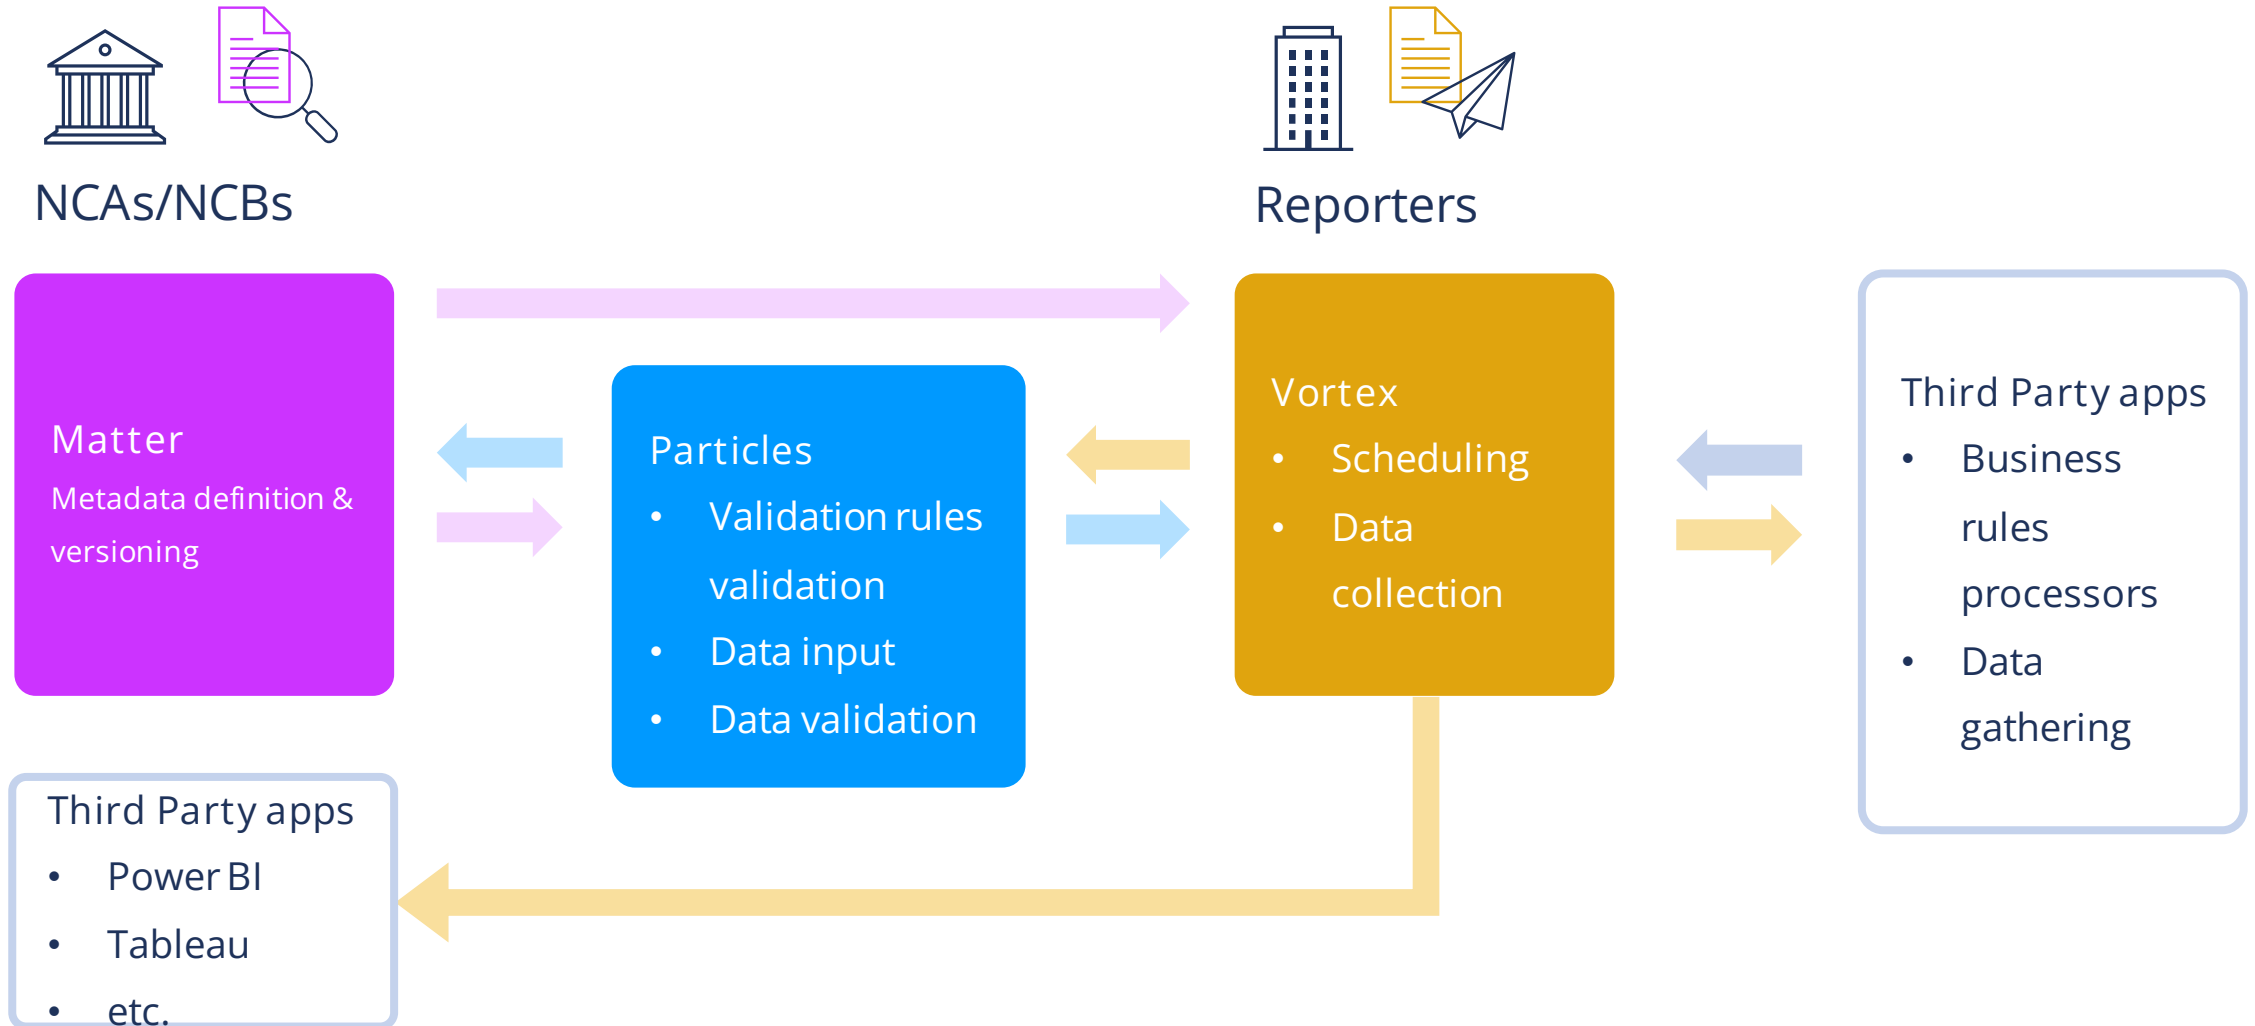 NCAs/NCBs
Reporters
Matter
Metadata definition &
versioning
Particles
• Validation rules
validation
• Data input
• Data validation
Vortex
• Scheduling
• Data
collection
Third Party apps
• Business
rules
processors
• Data
gathering
Third Party apps
• Power BI
• Tableau
• etc.